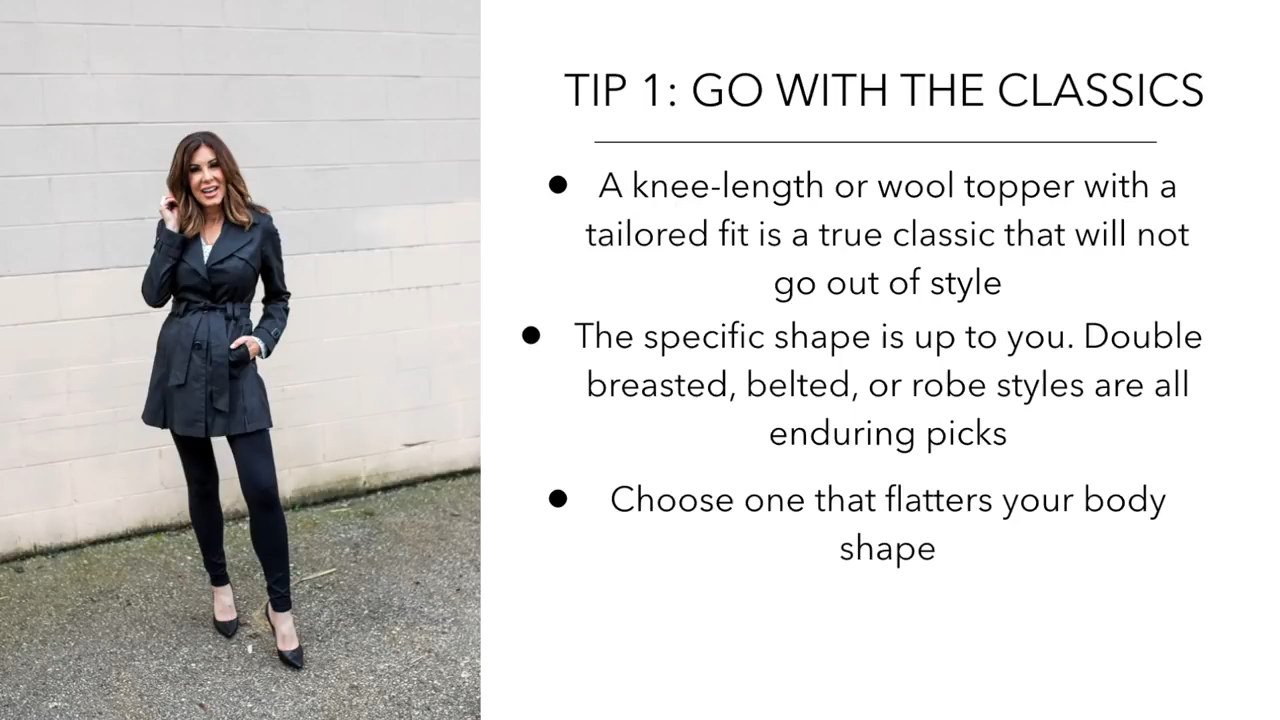 TIP 1: GO WITH THE CLASSICS
● A knee-length or wool topper with a
tailored fit is a true classic that will not
go out of style
● The specific shape is up to you. Double
breasted, belted, or robe styles are all
enduring picks
● Choose one that flatters your body
shape